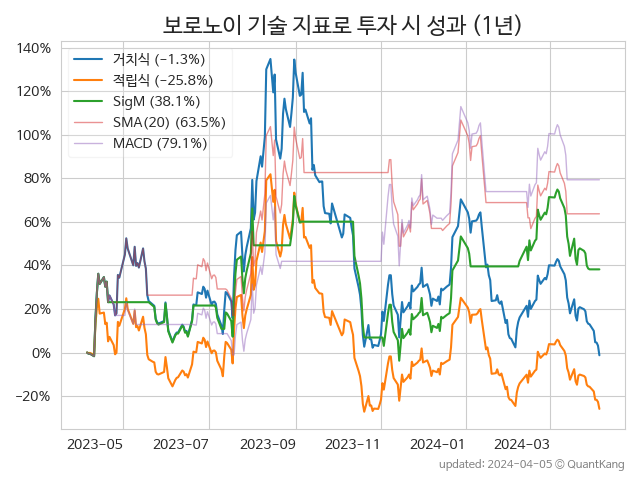 보로노이 기술 지표로 투자 시 성과 (1년)
140%
120%
100%
80%
60%
40%
20%
0%
−20%
거치식 (−1.3%)
적립식 (−25.8%)
SigM (38.1%)
SMA(20) (63.5%)
MACD (79.1%)
2023−05 2023−07 2023−09 2023−11 2024−01 2024−03
updated: 2024-04-05 © QuantKang